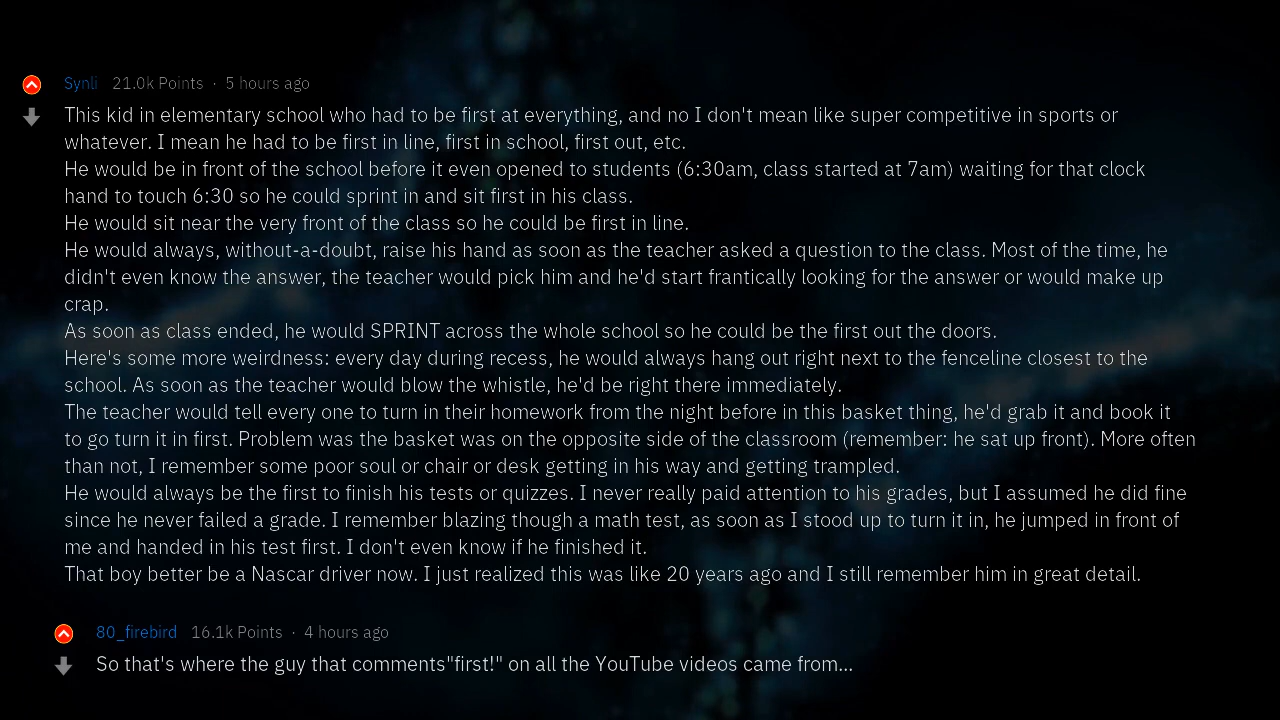 Synli 21.0k Points · 5 hours ago
This kid in elementary school who had to be first at everything, and no I don't mean like super competitive in sports or
whatever. I mean he had to be first in line, first in school, first out, etc.
He would be in front of the school before it even opened to students (6:30am, class started at 7am) waiting for that clock
hand to touch 6:30 so he could sprint in and sit first in his class.
He would sit near the very front of the class so he could be first in line.
He would always, without-a-doubt, raise his hand as soon as the teacher asked a question to the class. Most of the time, he
didn't even know the answer, the teacher would pick him and he'd start frantically looking for the answer or would make up
crap.
As soon as class ended, he would SPRINT across the whole school so he could be the first out the doors.
Here's some more weirdness: every day during recess, he would always hang out right next to the fenceline closest to the
school. As soon as the teacher would blow the whistle, he'd be right there immediately.
The teacher would tell every one to turn in their homework from the night before in this basket thing, he'd grab it and book it
to go turn it in first. Problem was the basket was on the opposite side of the classroom (remember: he sat up front). More often
than not, I remember some poor soul or chair or desk getting in his way and getting trampled.
He would always be the first to finish his tests or quizzes. I never really paid attention to his grades, but I assumed he did fine
since he never failed a grade. I remember blazing though a math test, as soon as I stood up to turn it in, he jumped in front of
me and handed in his test first. I don't even know if he finished it.
That boy better be a Nascar driver now. I just realized this was like 20 years ago and I still remember him in great detail.
80_firebird 16.1k Points · 4 hours ago
So that's where the guy that comments"first!" on all the YouTube videos came from...